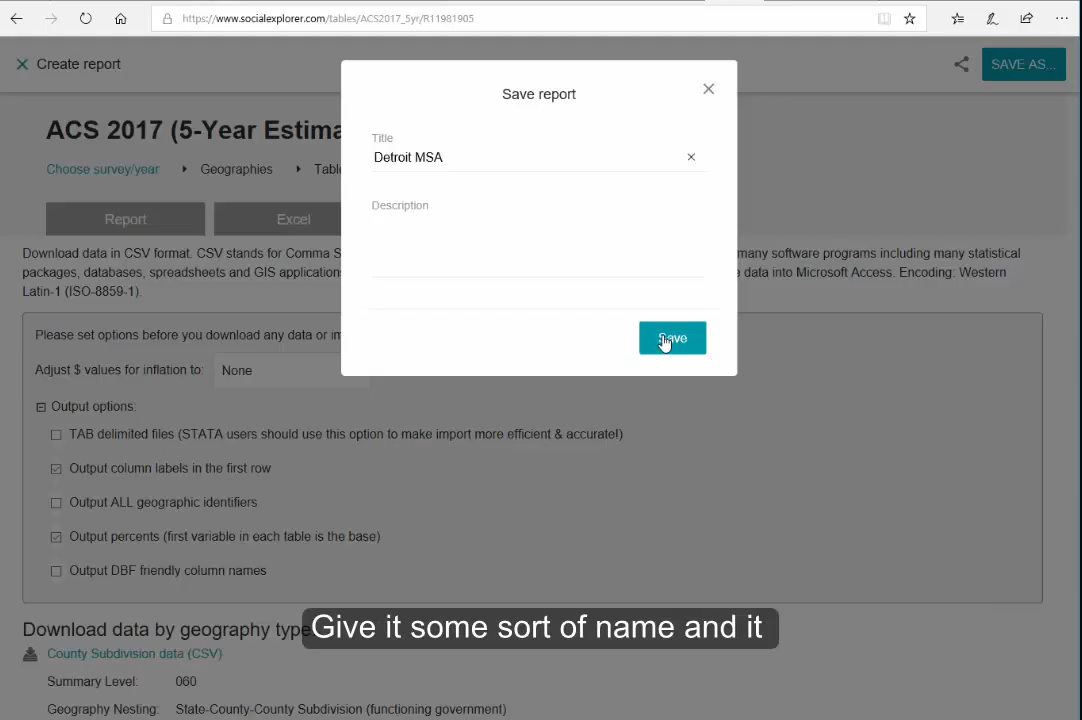 https://www.socialexplorer.com/tables/ACS2017_5yr/R11981905
Create report
SAVE AS...
Save report
Title
Detroit MSA
Description
Save
ACS 2017 (5-Year Estima
Choose survey/year
Geographies
Tabl
Report
Excel
Download data in CSV format. CSV stands for Comma S many software programs including many statistical
packages, databases, spreadsheets and GIS application e data into Microsoft Access. Encoding: Western
Latin-1 (ISO-8859-1).
Please set options before you download any data or im
Adjust $ values for inflation to:
None
Output options:
TAB delimited files (STATA users should use this option to make import more efficient & accurate!)
Output column labels in the first row
Output ALL geographic identifiers
Output percents (first variable in each table is the base)
Output DBF friendly column names
Download data by geography type
Give it some sort of name and it
County Subdivision data (CSV)
Summary Level: 060
Geography Nesting: State-County-County Subdivision (functioning government)